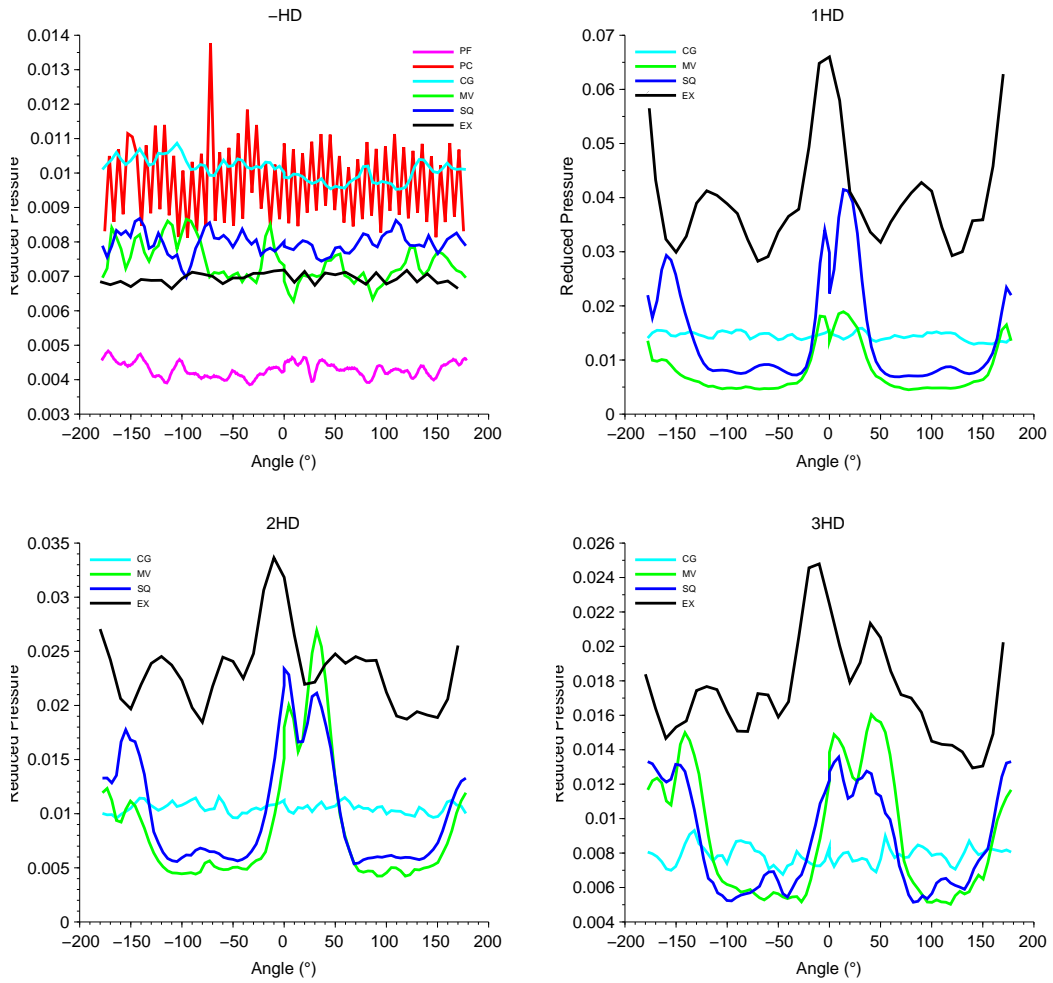 −HD
0.014
0.013
0.012
0.011
0.01
0.009
0.008
0.007
0.006
0.005
0.004
0.003
Reduced Pressure
PF
PC
CG
MV
SQ
EX
−200 −150 −100 −50 0 50 100 150 200
Angle (°)
1HD
0.07
0.06
0.05
0.04
0.03
0.02
0.01
0
Reduced Pressure
CG
MV
SQ
EX
−200 −150 −100 −50 0 50 100 150 200
Angle (°)
2HD
0.035
0.03
0.025
0.02
0.015
0.01
0.005
0
Reduced Pressure
CG
MV
SQ
EX
−200 −150 −100 −50 0 50 100 150 200
Angle (°)
3HD
0.026
0.024
0.022
0.02
0.018
0.016
0.014
0.012
0.01
0.008
0.006
0.004
Reduced Pressure
CG
MV
SQ
EX
−200 −150 −100 −50 0 50 100 150 200
Angle (°)